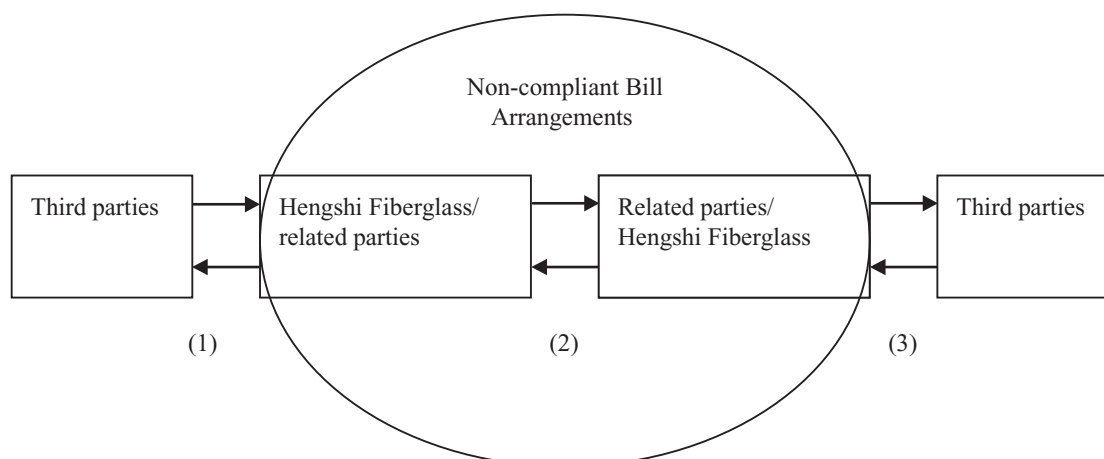 Non-compliant Bill
Arrangements
Third parties
Hengshi Fiberglass/
related parties
Related parties/
Hengshi Fiberglass
Third parties
(1)
(2)
(3)